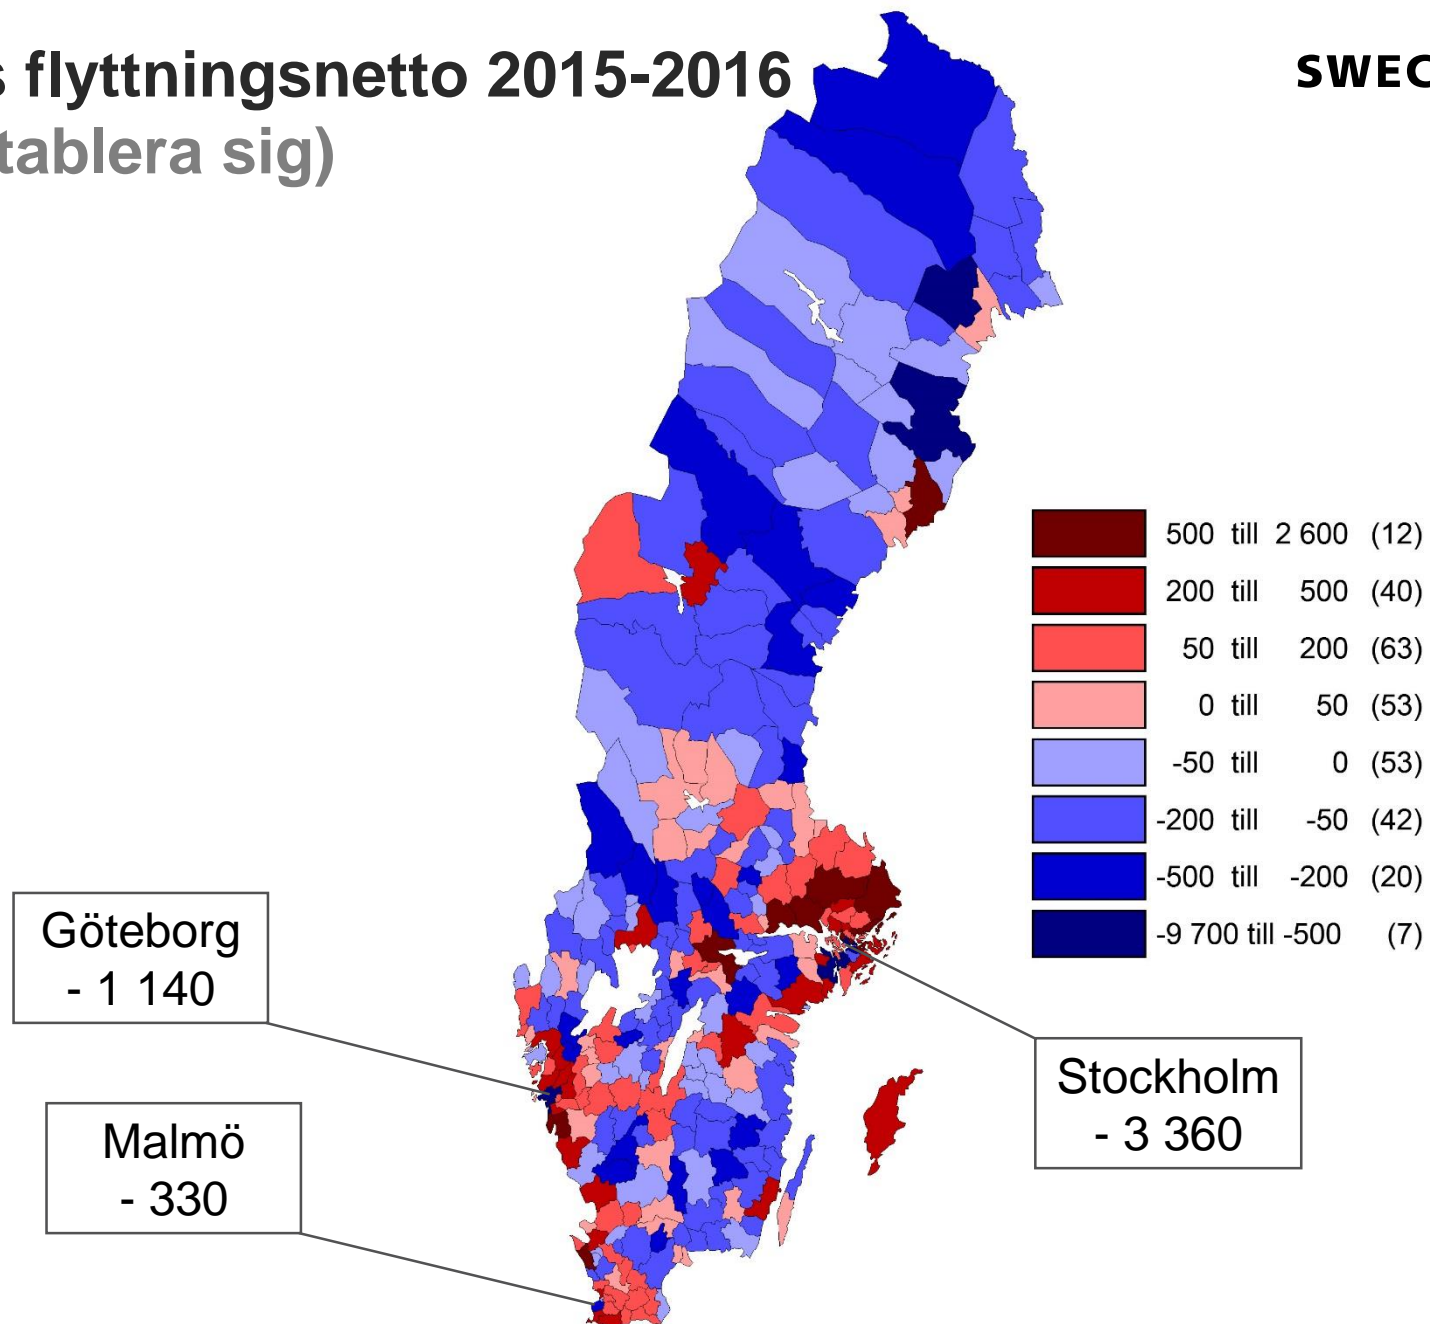 s flyttningsnetto 2015-2016
tablera sig)
SWEC
500 till 2 600 (12)
200 till 500 (40)
50 till 200 (63)
0 till 50 (53)
-50 till 0 (53)
-200 till -50 (42)
-500 till -200 (20)
-9 700 till -500 (7)
Göteborg
- 1 140
Malmö
- 330
Stockholm
- 3 360